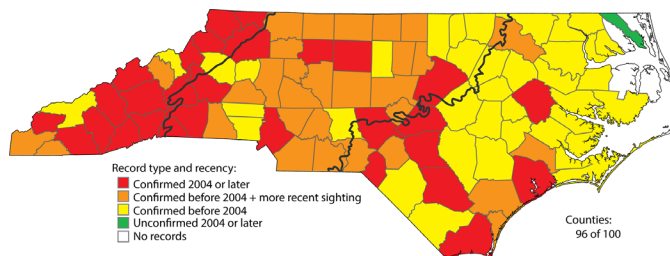 Record type and recency:
Confirmed 2004 or later
Confirmed before 2004 + more recent sighting
Confirmed before 2004
Unconfirmed 2004 or later
No records
Counties:
96 of 100